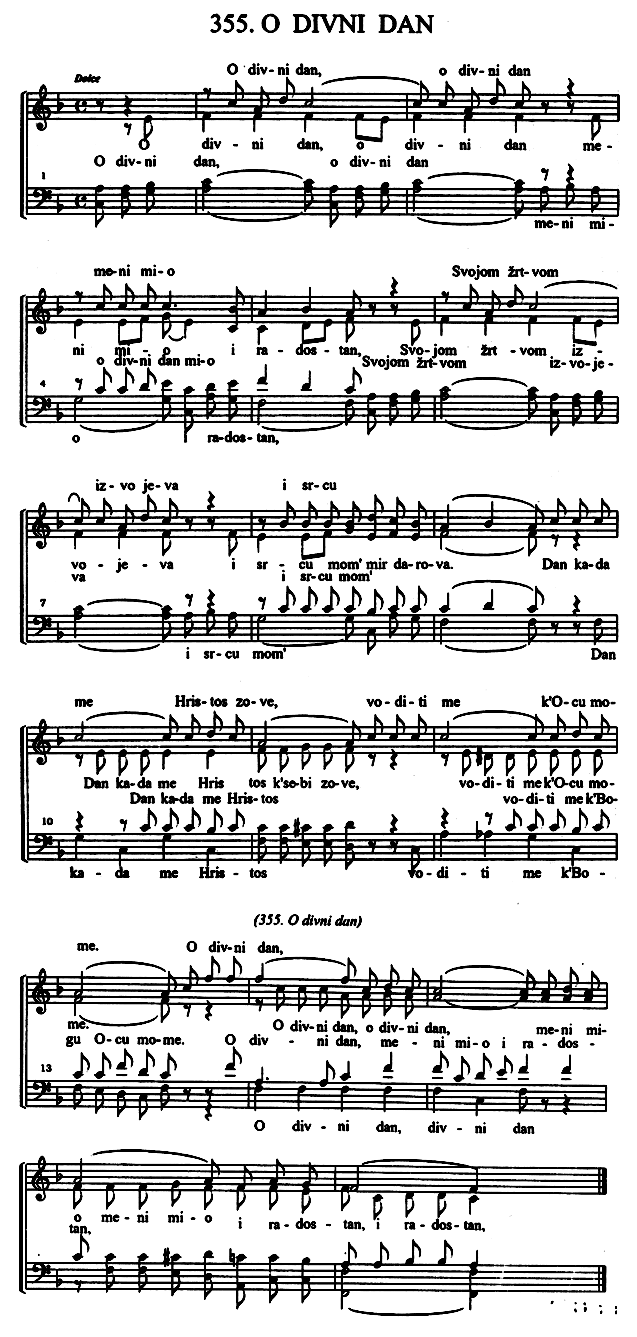 355. O DIVNI DAN
Dolce
O div - ni dan, o div - ni dan
O div - ni dan, o div - ni dan me -
O div - ni dan, o div - ni dan
1
me - ni mi -
me - ni mi - o Svojom žrt - vom
ni mi - o i ra - dos - tan, Svo - jom žrt - vom iz -
o div - ni dan mi o Svojom žrt - vom iz - vo - je -
4
o ra - dos - tan,
iz - vo je - va i sr - cu
vo - je - va i sr - cu mom' mir da - ro - va. Dan ka - da
va i sr - cu mom'
7
i sr - cu mom' Dan
me Hris - tos zo - ve, vo - di - ti me k'O - cu mo -
Dan ka - da me Hris tos k'se - bi zo - ve, vo - di - ti me k'O - cu mo -
Dan ka - da me Hris - tos vo - di - ti me k'Bo -
10
ka - da me Hris - tos vo - di - ti me k'Bo -
(355. O divni dan)
me. O div - ni dan,
me. O div - ni dan, o div - ni dan, me - ni mi -
gu O - cu mo - me. O div - ni dan, me - ni mi - o i ra - dos -
13
O div - ni dan, div - ni dan
o me - ni mi - o i ra - dos - tan, i ra - dos - tan,
tan,